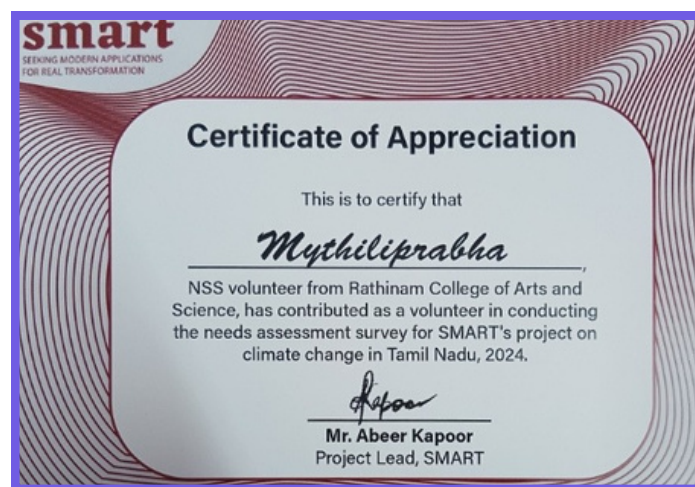 smart
SEEKING MODERN APPLICATIONS
FOR REAL TRANSFORMATION
Certificate of Appreciation
This is to certify that
Mythiliprabha,
NSS volunteer from Rathinam College of Arts and
Science, has contributed as a volunteer in conducting
the needs assessment survey for SMART's project on
climate change in Tamil Nadu, 2024.
AKapoor
Mr. Abeer Kapoor
Project Lead, SMART